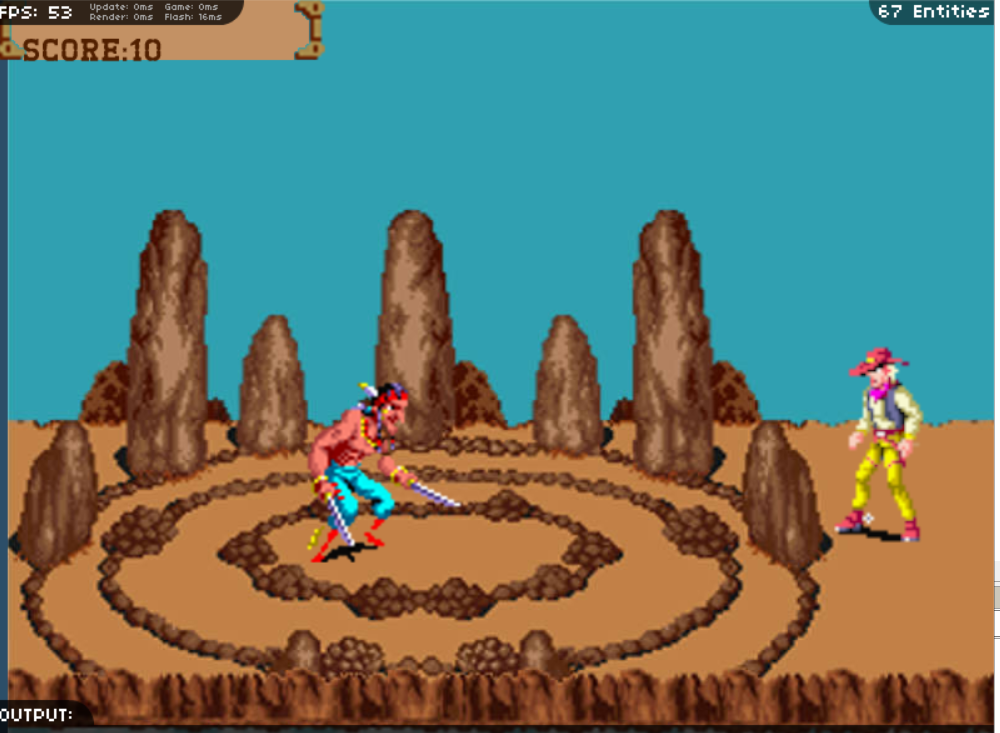 FPS: 53
Update: 0ms Game: 0ms
Render: 0ms Flash: 16ms
67 Entities
SCORE:10
OUTPUT: